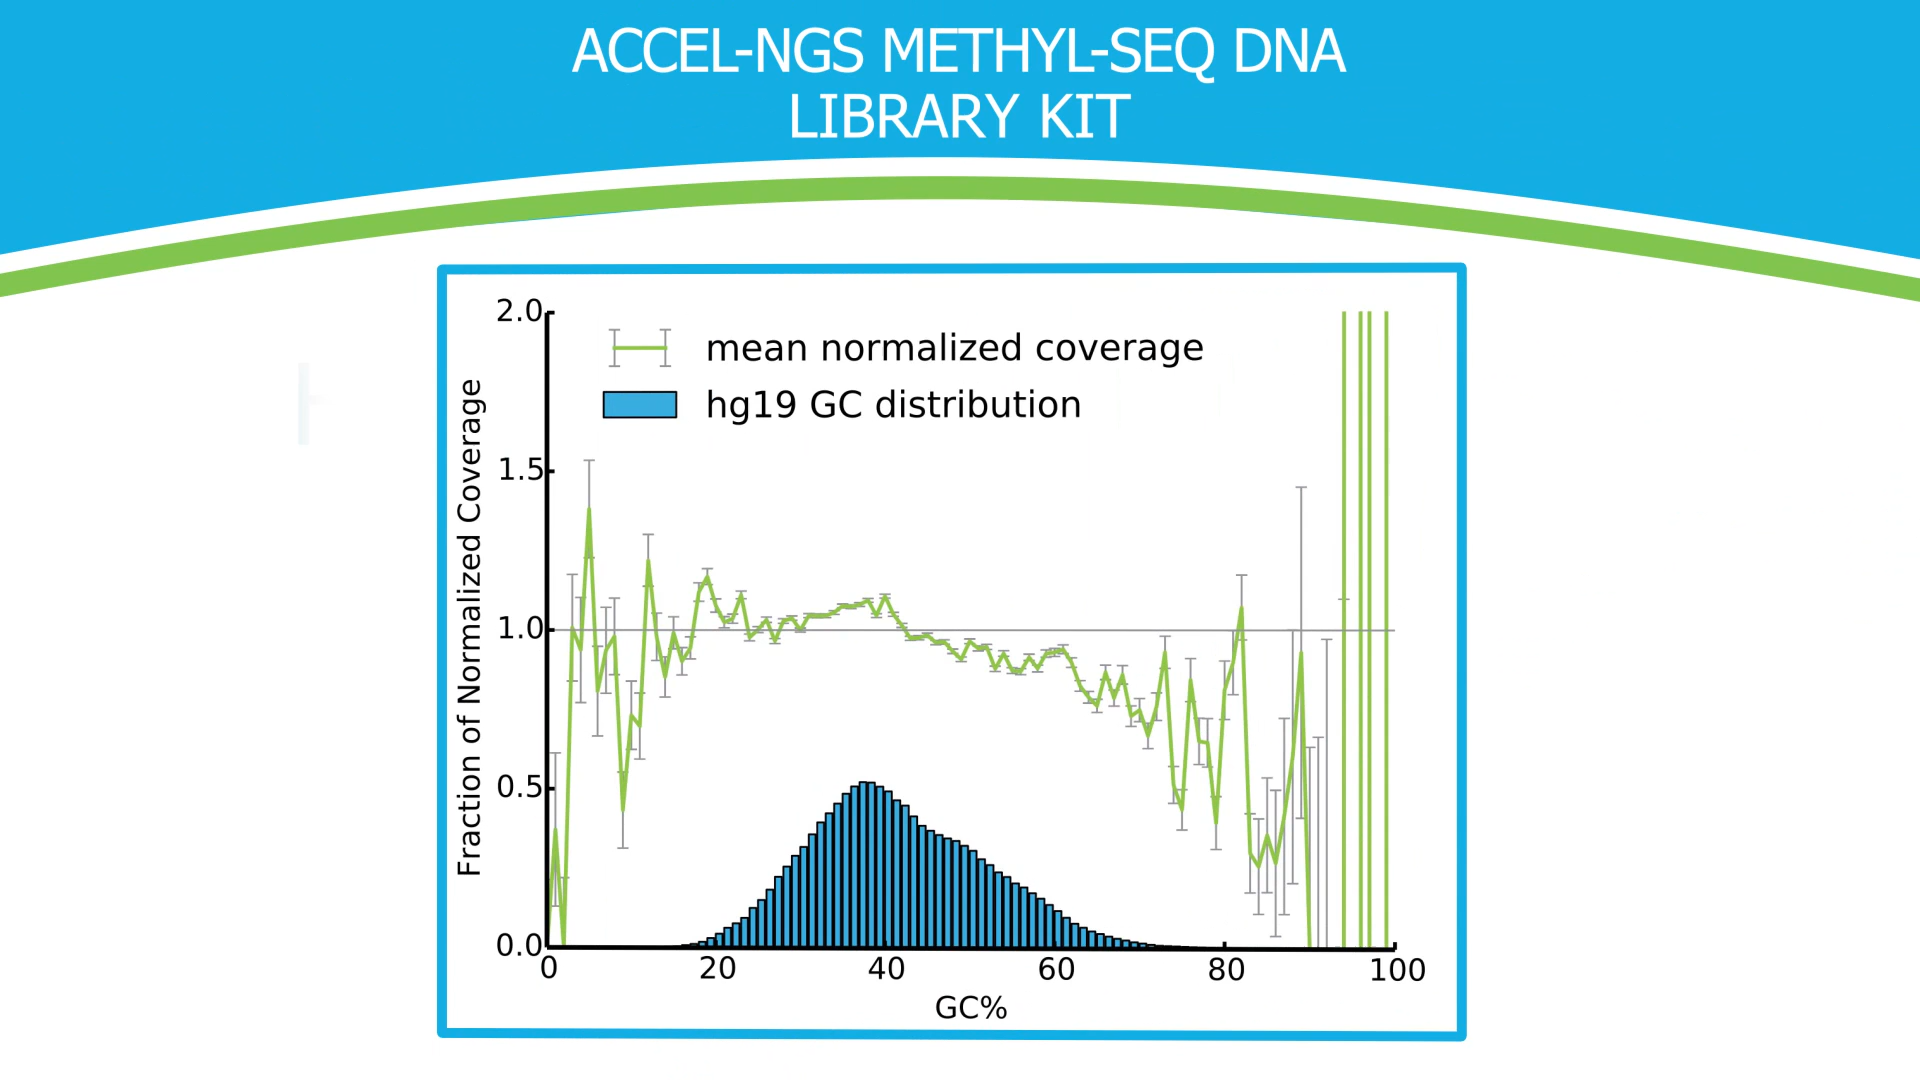 ACCEL-NGS METHYL-SEQ DNA
LIBRARY KIT
mean normalized coverage
hg19 GC distribution
Fraction of Normalized Coverage
2.0
1.5
1.0
0.5
0.0
0 20 40 60 80 100
GC%